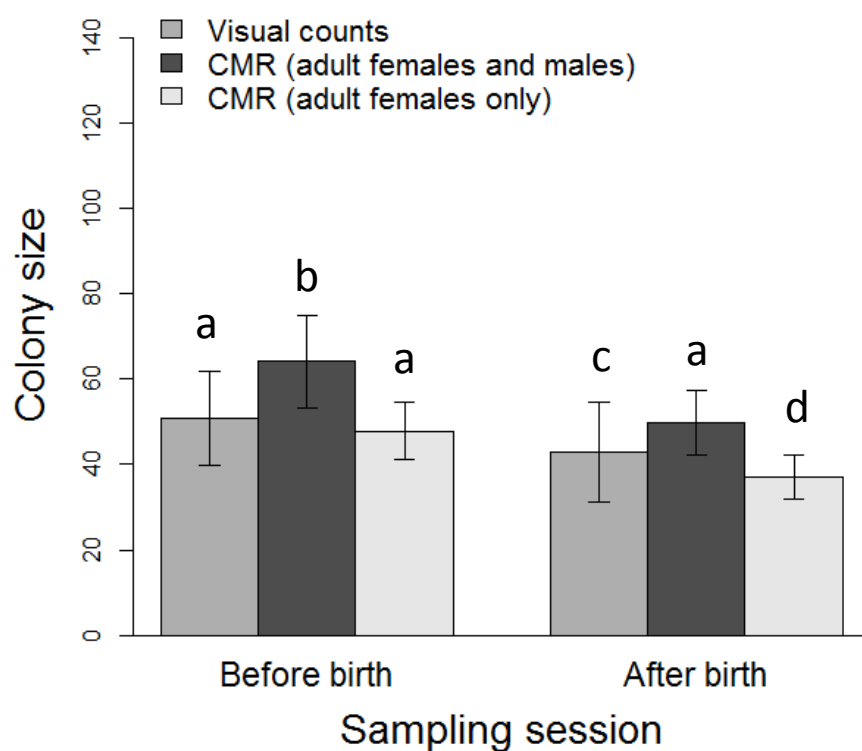 Visual counts
CMR (adult females and males)
CMR (adult females only)
Colony size
140
120
100
80
60
40
20
0
a
b
a
c
a
d
Before birth
After birth
Sampling session